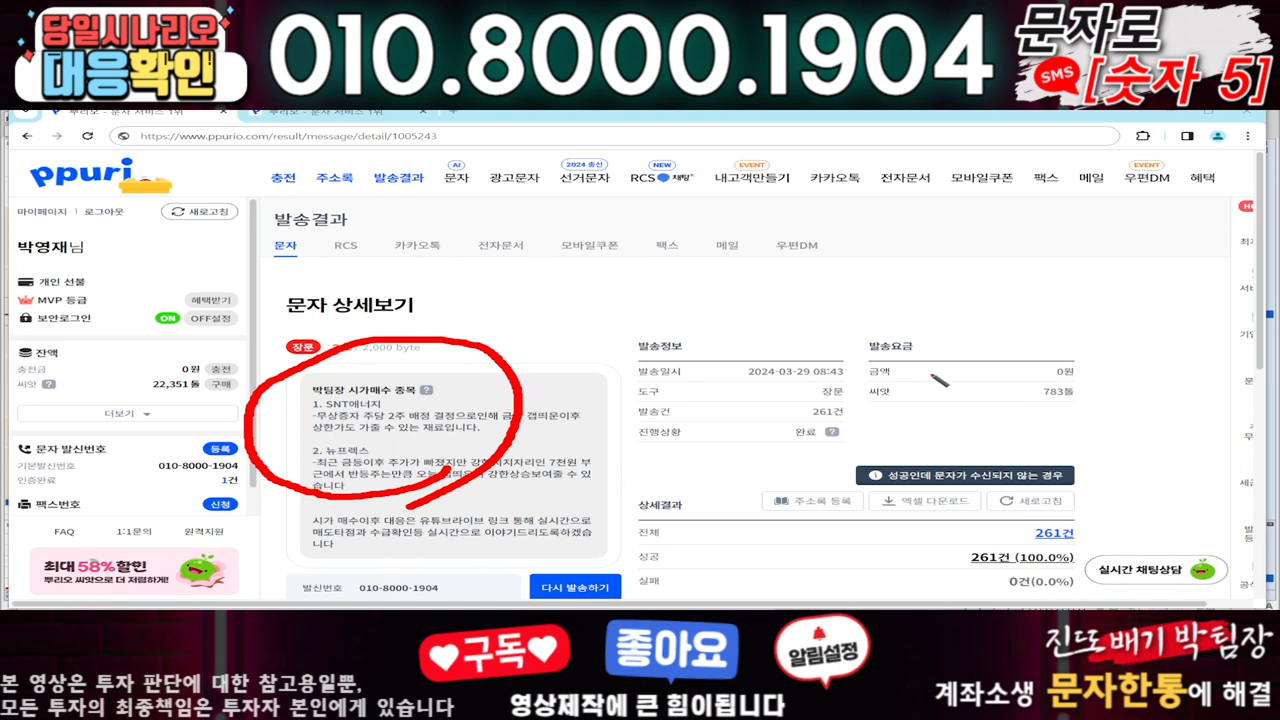 당일시나리오
대응확인
010.8000.1904
문자로
SMS
[숫자 5]
https://www.ppurio.com/result/message/detail/1005243
ppuri
충전
주소록
발송결과
AI
문자
광고문자
2024 총선
선거문자
NEW
RCS 채팅+
EVENT
내고객만들기
카카오톡
전자문서
모바일쿠폰
팩스
메일
EVENT
우편DM
혜택
마이페이지 | 로그아웃
새로고침
박영재님
개인 선불
MVP 등급
혜택받기
보안로그인
ON
OFF설정
잔액
충전금
0 원
충전
씨앗 ?
22,351 톨
구매
더보기
문자 발신번호
등록
기본발신번호
010-8000-1904
인증완료
1건
팩스번호
신청
FAQ
1:1문의
원격지원
최대 58%할인
뿌리오 씨앗으로 더 저렴하게!
발송결과
문자
RCS
카카오톡
전자문서
모바일쿠폰
팩스
메일
우편DM
문자 상세보기
장문
2,000 byte
박팀장 시가매수 종목 ?
1. SNT에너지
-무상증자 주당 2주 배정 결정으로인해 금 갭띄운이후
상한가도 가줄 수 있는 재료입니다.
2. 뉴프렉스
-최근 급등이후 주가가 빠졌지만 강한지지자리인 7천원 부
근에서 반등주는만큼 오늘 강한상승보여줄 수 있
습니다
시가 매수이후 대응은 유튜브라이브 링크 통해 실시간으로
매도타점과 수급확인등 실시간으로 이야기드리도록하겠습
니다
발신번호
010-8000-1904
다시 발송하기
발송정보
발송일시
2024-03-29 08:43
도구
장문
발송건
261건
진행상황
완료 ?
발송요금
금액
0원
씨앗
783톨
성공인데 문자가 수신되지 않는 경우
상세결과
주소록 등록
엑셀 다운로드
새로고침
전체
261건
성공
261건 (100.0%)
실패
0건(0.0%)
실시간 채팅상담
구독
좋아요
알림설정
영상제작에 큰 힘이됩니다
본 영상은 투자 판단에 대한 참고용일뿐,
모든 투자의 최종책임은 투자자 본인에게 있습니다
진또배기 박팀장
계좌소생 문자한통에 해결